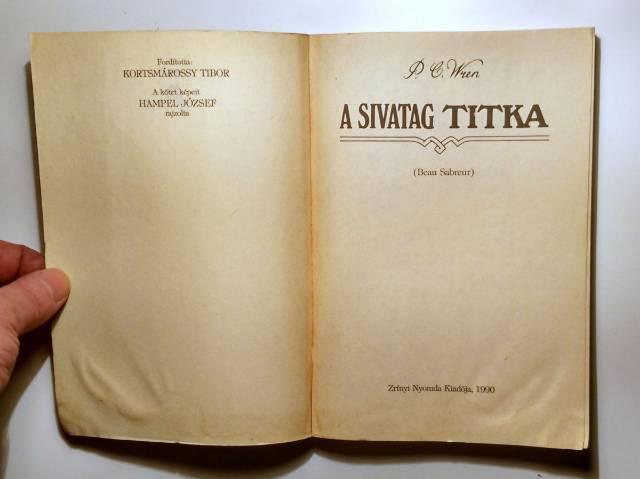 Fordította:
KORTSMÁROSSY TIBOR
A kötet képeit
HAMPEL JÓZSEF
rajzolta
P. C. Wren
A SIVATAG TITKA
(Beau Sabreur)
Zrínyi Nyomda Kiadója, 1990